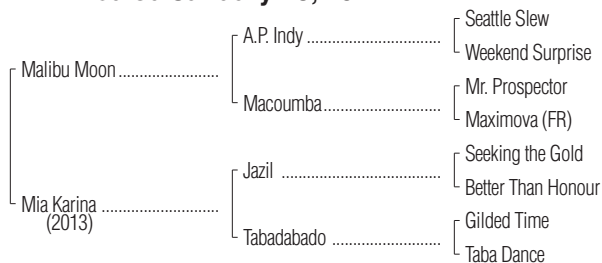 Seattle Slew
A.P. Indy
Weekend Surprise
Malibu Moon
Mr. Prospector
Macoumba
Maximova (FR)
Seeking the Gold
Jazil
Better Than Honour
Mia Karina
(2013)
Gilded Time
Tabadabado
Taba Dance